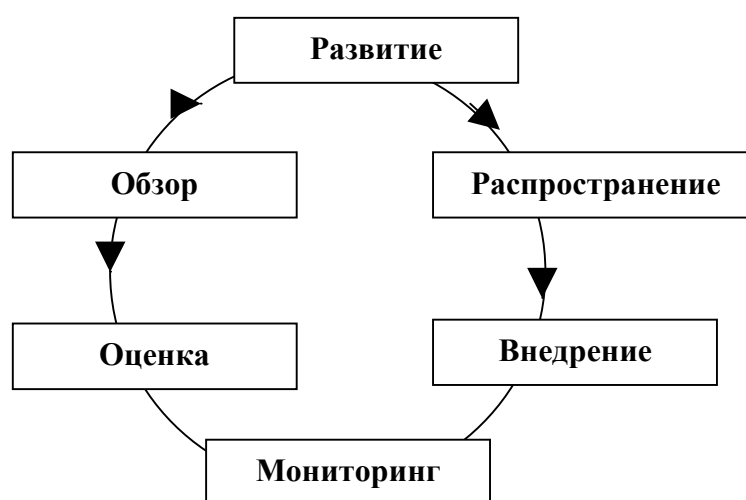 Развитие
Обзор
Распространение
Оценка
Внедрение
Мониторинг